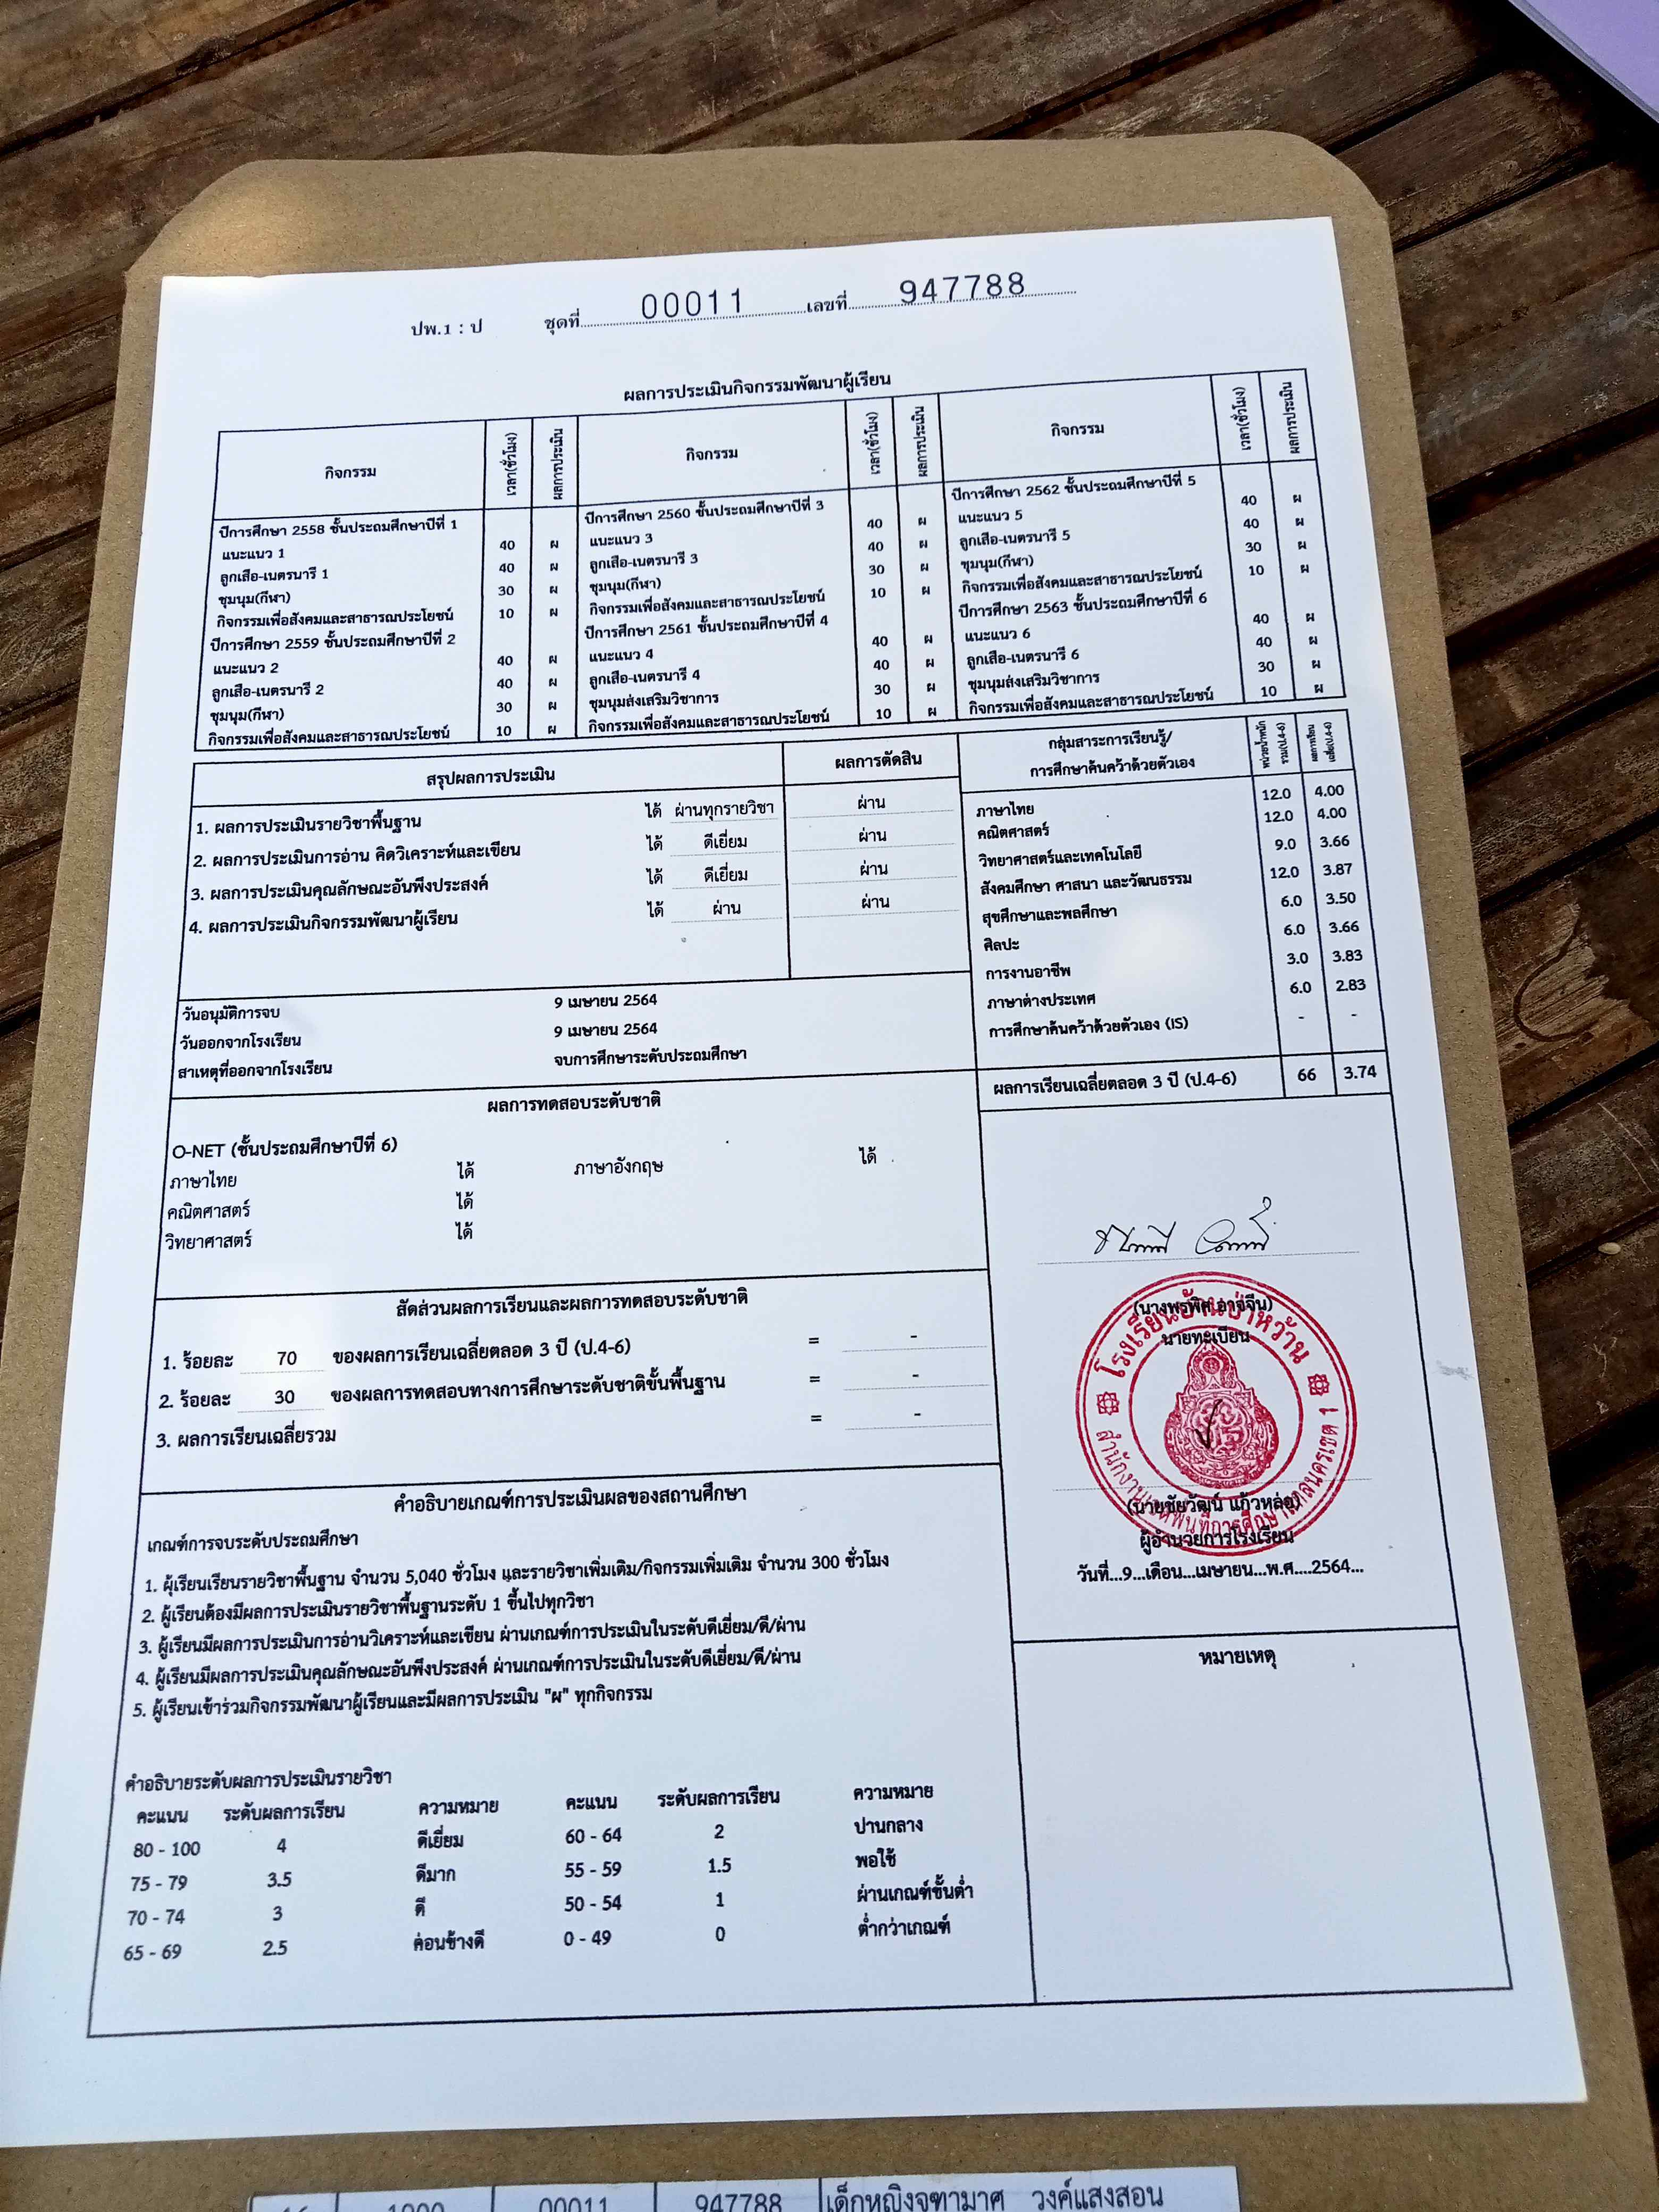 ปพ.1 : ป ชุดที่ 00011 เลขที่ 947788
ผลการประเมินกิจกรรมพัฒนาผู้เรียน
กิจกรรม เวลา(ชั่วโมง) ผลการประเมิน กิจกรรม เวลา(ชั่วโมง) ผลการประเมิน กิจกรรม เวลา(ชั่วโมง) ผลการประเมิน
ปีการศึกษา 2558 ชั้นประถมศึกษาปีที่ 1
แนะแนว 1 40 ผ
ลูกเสือ-เนตรนารี 1 40 ผ
ชุมนุม(กีฬา) 30 ผ
กิจกรรมเพื่อสังคมและสาธารณประโยชน์ 10 ผ
ปีการศึกษา 2559 ชั้นประถมศึกษาปีที่ 2
แนะแนว 2 40 ผ
ลูกเสือ-เนตรนารี 2 40 ผ
ชุมนุม(กีฬา) 30 ผ
กิจกรรมเพื่อสังคมและสาธารณประโยชน์ 10 ผ
ปีการศึกษา 2560 ชั้นประถมศึกษาปีที่ 3
แนะแนว 3 40 ผ
ลูกเสือ-เนตรนารี 3 40 ผ
ชุมนุม(กีฬา) 30 ผ
กิจกรรมเพื่อสังคมและสาธารณประโยชน์ 10 ผ
ปีการศึกษา 2561 ชั้นประถมศึกษาปีที่ 4
แนะแนว 4 40 ผ
ลูกเสือ-เนตรนารี 4 40 ผ
ชุมนุมส่งเสริมวิชาการ 30 ผ
กิจกรรมเพื่อสังคมและสาธารณประโยชน์ 10 ผ
ปีการศึกษา 2562 ชั้นประถมศึกษาปีที่ 5
แนะแนว 5 40 ผ
ลูกเสือ-เนตรนารี 5 40 ผ
ชุมนุม(กีฬา) 30 ผ
กิจกรรมเพื่อสังคมและสาธารณประโยชน์ 10 ผ
ปีการศึกษา 2563 ชั้นประถมศึกษาปีที่ 6
แนะแนว 6 40 ผ
ลูกเสือ-เนตรนารี 6 40 ผ
ชุมนุมส่งเสริมวิชาการ 30 ผ
กิจกรรมเพื่อสังคมและสาธารณประโยชน์ 10 ผ
สรุปผลการประเมิน ผลการตัดสิน
1. ผลการประเมินรายวิชาพื้นฐาน ได้ ผ่านทุกรายวิชา ผ่าน
2. ผลการประเมินการอ่าน คิดวิเคราะห์และเขียน ได้ ดีเยี่ยม ผ่าน
3. ผลการประเมินคุณลักษณะอันพึงประสงค์ ได้ ดีเยี่ยม ผ่าน
4. ผลการประเมินกิจกรรมพัฒนาผู้เรียน ได้ ผ่าน ผ่าน
วันอนุมัติการจบ 9 เมษายน 2564
วันออกจากโรงเรียน 9 เมษายน 2564
สาเหตุที่ออกจากโรงเรียน จบการศึกษาระดับประถมศึกษา
กลุ่มสาระการเรียนรู้/
การศึกษาค้นคว้าด้วยตัวเอง
หน่วยน้ำหนัก
รวม(ป.4-6)
ผลการเรียน
เฉลี่ย(ป.4-6)
ภาษาไทย 12.0 4.00
คณิตศาสตร์ 12.0 4.00
วิทยาศาสตร์และเทคโนโลยี 9.0 3.66
สังคมศึกษา ศาสนา และวัฒนธรรม 12.0 3.87
สุขศึกษาและพลศึกษา 6.0 3.50
ศิลปะ 6.0 3.66
การงานอาชีพ 3.0 3.83
ภาษาต่างประเทศ 6.0 2.83
การศึกษาค้นคว้าด้วยตัวเอง (IS) - -
ผลการเรียนเฉลี่ยตลอด 3 ปี (ป.4-6) 66 3.74
ผลการทดสอบระดับชาติ
O-NET (ชั้นประถมศึกษาปีที่ 6)
ภาษาไทย ได้ ภาษาอังกฤษ ได้
คณิตศาสตร์ ได้
วิทยาศาสตร์ ได้
สัดส่วนผลการเรียนและผลการทดสอบระดับชาติ
1. ร้อยละ 70 ของผลการเรียนเฉลี่ยตลอด 3 ปี (ป.4-6) = -
2. ร้อยละ 30 ของผลการทดสอบทางการศึกษาระดับชาติขั้นพื้นฐาน = -
3. ผลการเรียนเฉลี่ยรวม = -
(นางพรพิศ อาจจีน)
นายทะเบียน
โรงเรียนบ้านป่าหว้าน
สำนักงานเขตพื้นที่การศึกษา สกลนครเขต 1
(นายชัยวัฒน์ แก้วหล่อ)
ผู้อำนวยการโรงเรียน
วันที่...9...เดือน...เมษายน...พ.ศ....2564...
หมายเหตุ
คำอธิบายเกณฑ์การประเมินผลของสถานศึกษา
เกณฑ์การจบระดับประถมศึกษา
1. ผู้เรียนเรียนรายวิชาพื้นฐาน จำนวน 5,040 ชั่วโมง และรายวิชาเพิ่มเติม/กิจกรรมเพิ่มเติม จำนวน 300 ชั่วโมง
2. ผู้เรียนต้องมีผลการประเมินรายวิชาพื้นฐานระดับ 1 ขึ้นไปทุกวิชา
3. ผู้เรียนมีผลการประเมินการอ่านวิเคราะห์และเขียน ผ่านเกณฑ์การประเมินในระดับดีเยี่ยม/ดี/ผ่าน
4. ผู้เรียนมีผลการประเมินคุณลักษณะอันพึงประสงค์ ผ่านเกณฑ์การประเมินในระดับดีเยี่ยม/ดี/ผ่าน
5. ผู้เรียนเข้าร่วมกิจกรรมพัฒนาผู้เรียนและมีผลการประเมิน "ผ" ทุกกิจกรรม
คำอธิบายระดับผลการประเมินรายวิชา
คะแนน ระดับผลการเรียน ความหมาย คะแนน ระดับผลการเรียน ความหมาย
80 - 100 4 ดีเยี่ยม 60 - 64 2 ปานกลาง
75 - 79 3.5 ดีมาก 55 - 59 1.5 พอใช้
70 - 74 3 ดี 50 - 54 1 ผ่านเกณฑ์ขั้นต่ำ
65 - 69 2.5 ค่อนข้างดี 0 - 49 0 ต่ำกว่าเกณฑ์
00011 947788 เด็กหญิงจุฑามาศ วงค์แสงสอน